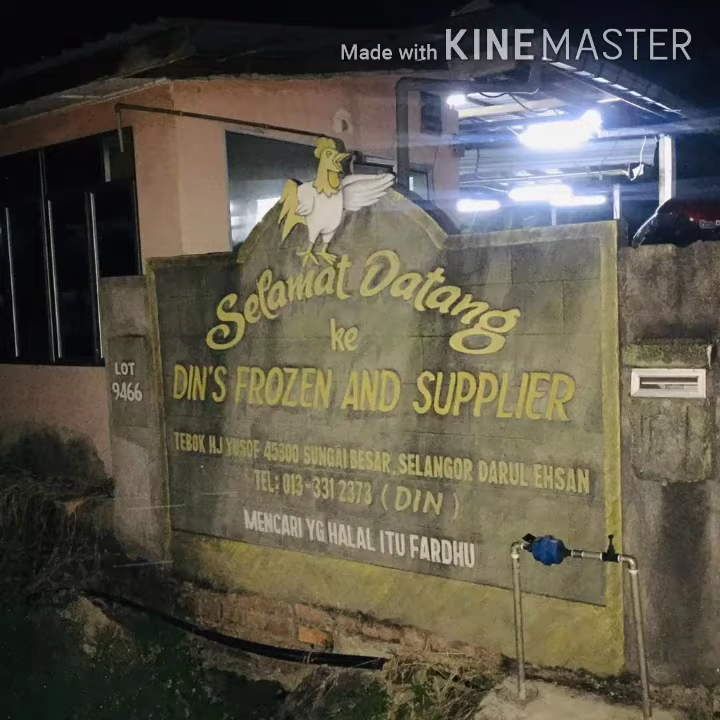 Made with KINEMASTER
Selamat Datang
ke
DIN'S FROZEN AND SUPPLIER
LOT
9466
TEBOK HJ YUSOF 45300 SUNGAI BESAR, SELANGOR DARUL EHSAN
TEL: 013-331 2373 (DIN)
MENCARI YG HALAL ITU FARDHU